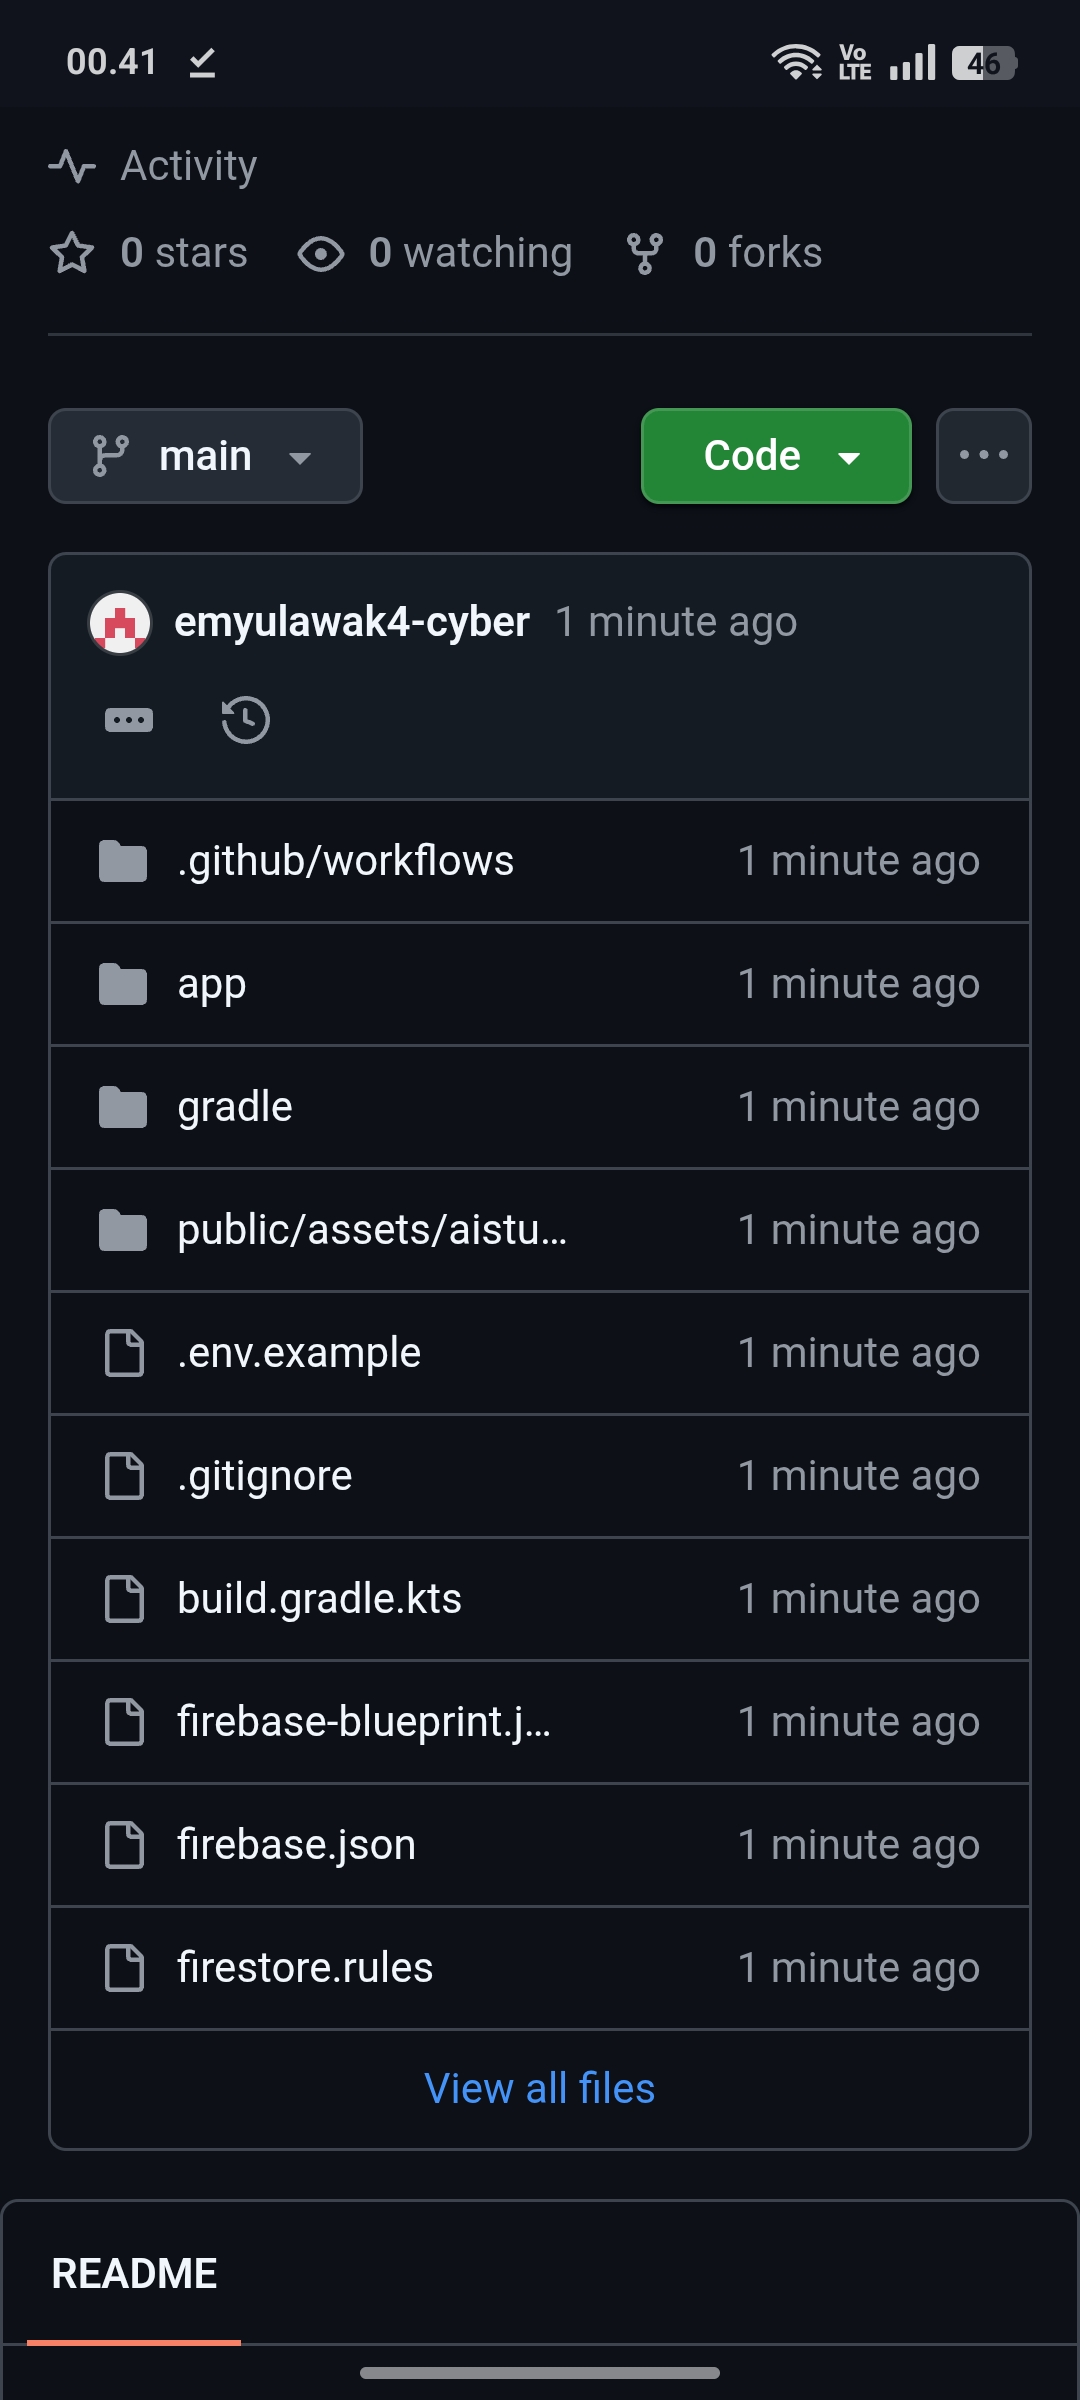 00.41
Vo
LTE
46
Activity
0 stars
0 watching
0 forks
main
Code
emyulawak4-cyber 1 minute ago
.github/workflows 1 minute ago
app 1 minute ago
gradle 1 minute ago
public/assets/aistu… 1 minute ago
.env.example 1 minute ago
.gitignore 1 minute ago
build.gradle.kts 1 minute ago
firebase-blueprint.j… 1 minute ago
firebase.json 1 minute ago
firestore.rules 1 minute ago
View all files
README